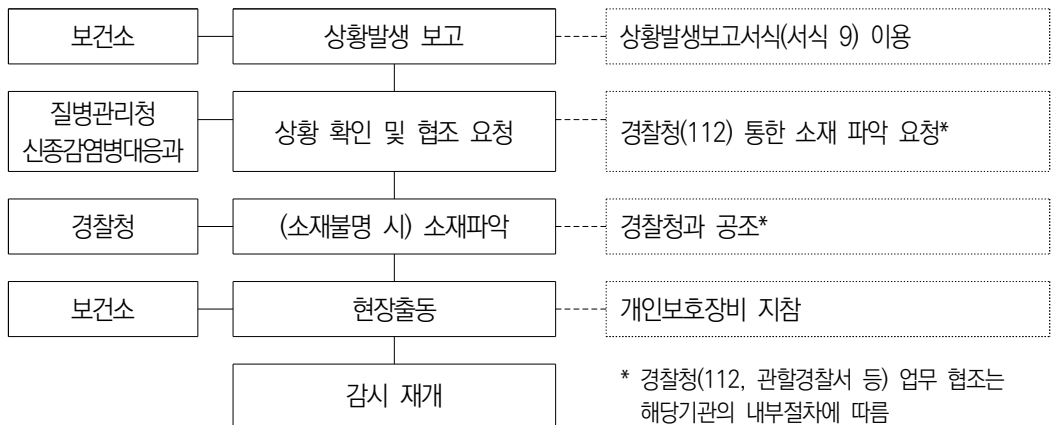 보건소
상황발생 보고
상황발생보고서식(서식 9) 이용
질병관리청
신종감염병대응과
상황 확인 및 협조 요청
경찰청(112) 통한 소재 파악 요청*
경찰청
(소재불명 시) 소재파악
경찰청과 공조*
보건소
현장출동
개인보호장비 지참
감시 재개
* 경찰청(112, 관할경찰서 등) 업무 협조는
해당기관의 내부절차에 따름